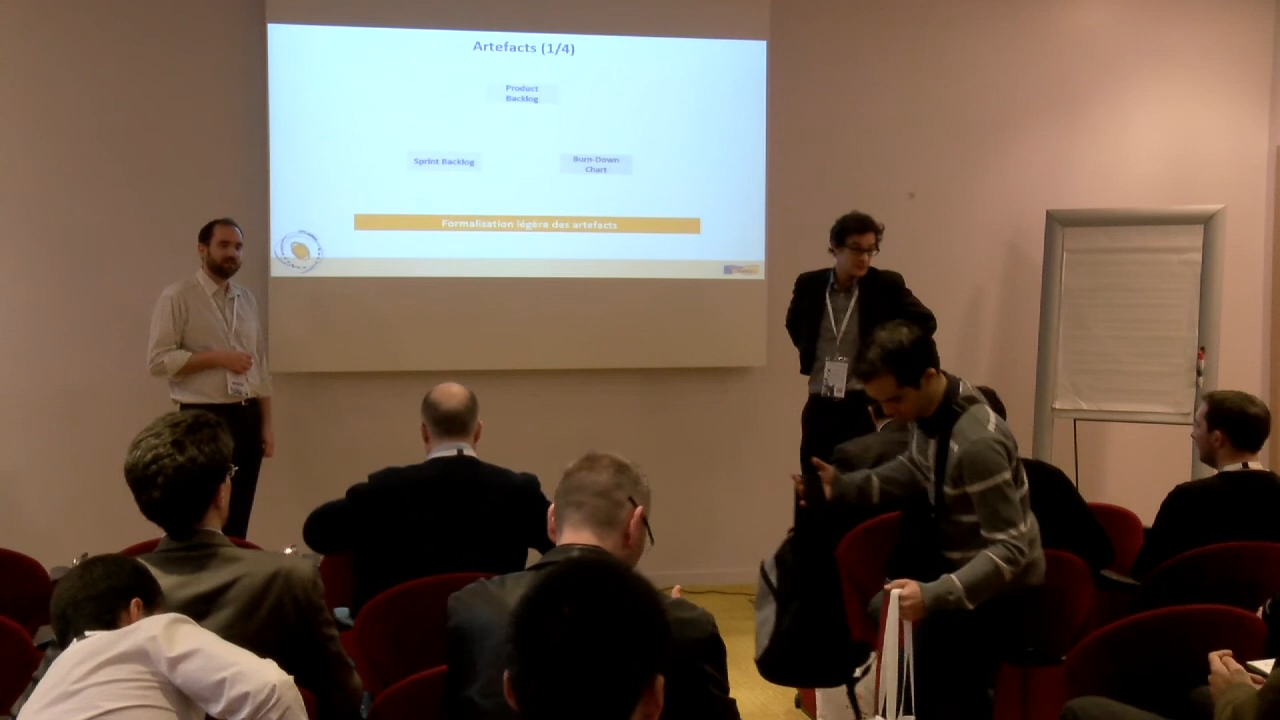 Artefacts (1/4)
Product
Backlog
Sprint Backlog
Burn-Down
Chart
Formalisation légère des artefacts